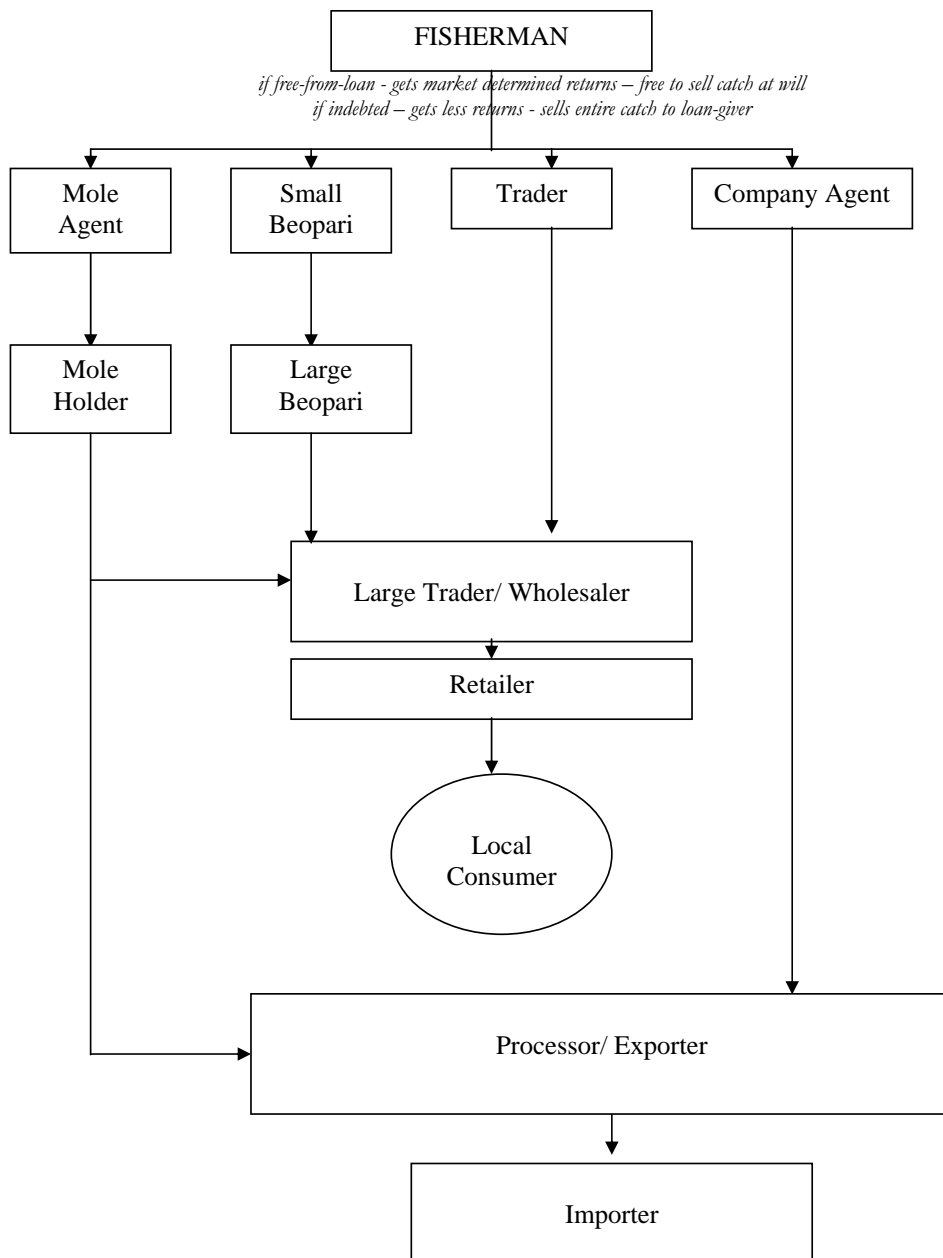 FISHERMAN
if free-from-loan - gets market determined returns – free to sell catch at will
if indebted – gets less returns - sells entire catch to loan-giver
Mole
Agent
Small
Beopari
Trader
Company Agent
Mole
Holder
Large
Beopari
Large Trader/ Wholesaler
Retailer
Local
Consumer
Processor/ Exporter
Importer